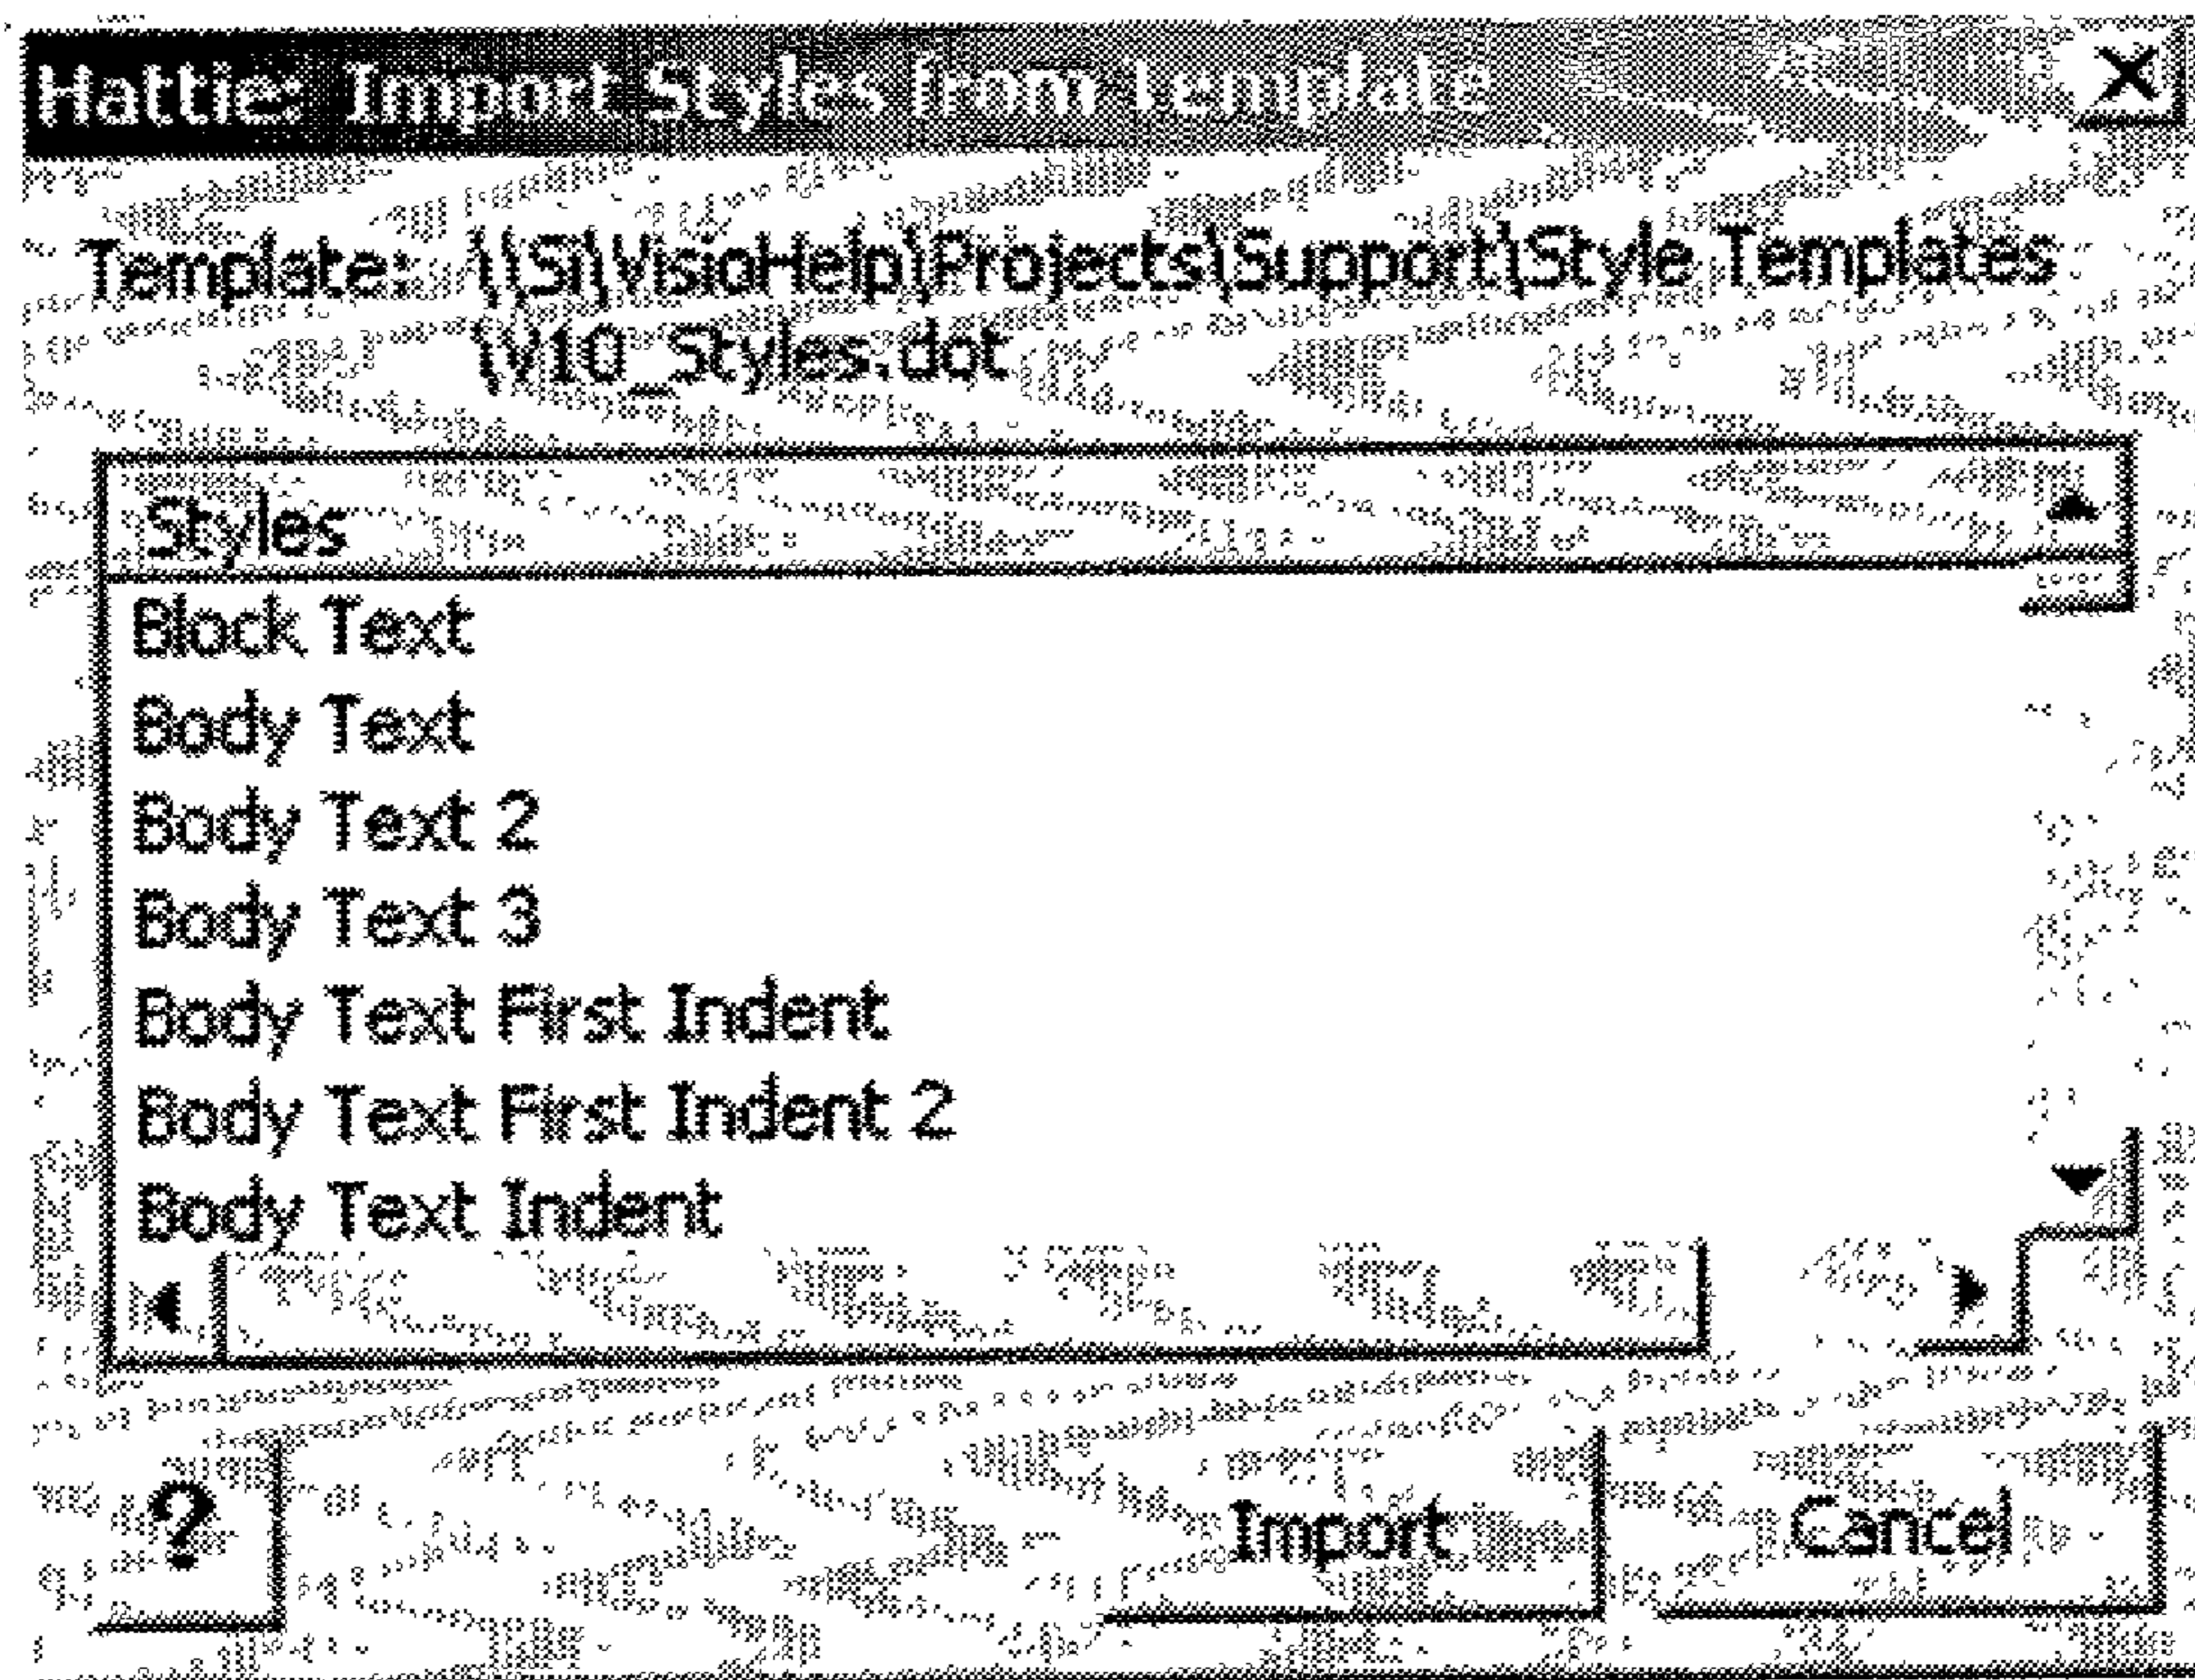 Hattie: Import Styles from Template
Template: \\Si\VisioHelp\Projects\Support\Style Templates
\v10_Styles.dot
Styles
Block Text
Body Text
Body Text 2
Body Text 3
Body Text First Indent
Body Text First Indent 2
Body Text Indent
?
Import
Cancel